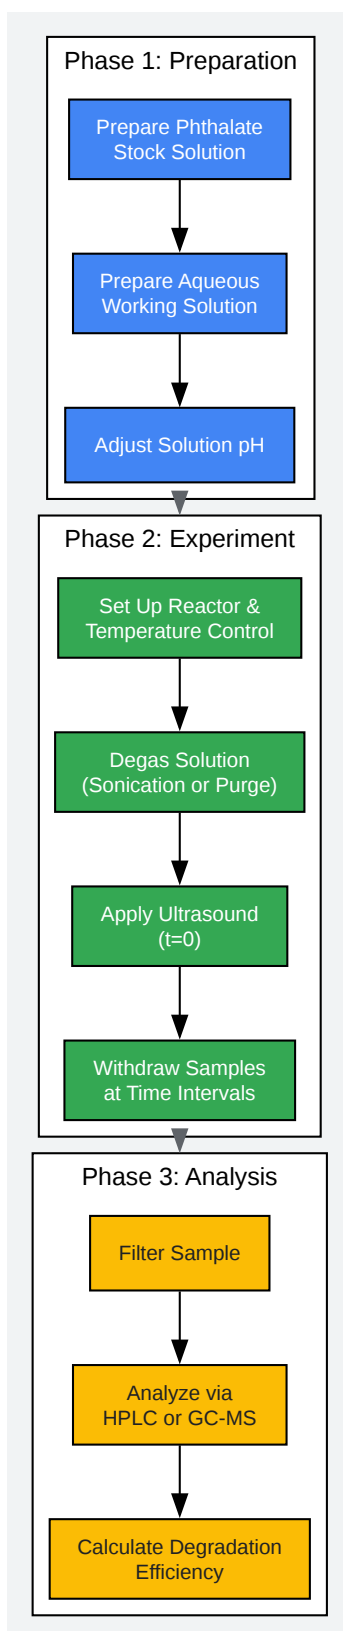 Phase 1: Preparation
Prepare Phthalate
Stock Solution
Prepare Aqueous
Working Solution
Adjust Solution pH
Phase 2: Experiment
Set Up Reactor &
Temperature Control
Degas Solution
(Sonication or Purge)
Apply Ultrasound
(t=0)
Withdraw Samples
at Time Intervals
Phase 3: Analysis
Filter Sample
Analyze via
HPLC or GC-MS
Calculate Degradation
Efficiency